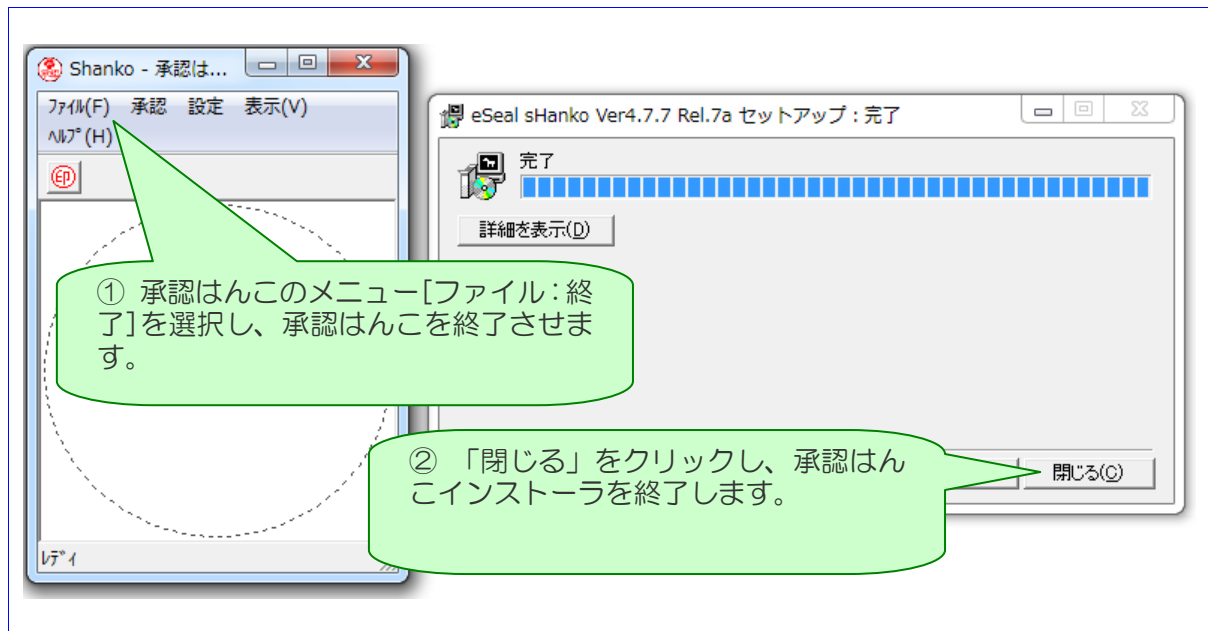 Shanko - 承認は...
ﾌｧｲﾙ(F) 承認 設定 表示(V)
ﾍﾙﾌﾟ(H)
印
① 承認はんこのメニュー[ファイル：終
了]を選択し、承認はんこを終了させま
す。
ﾚﾃﾞｨ
eSeal sHanko Ver4.7.7 Rel.7a セットアップ：完了
完了
詳細を表示(D)
② 「閉じる」をクリックし、承認はん
こインストーラを終了します。
閉じる(C)